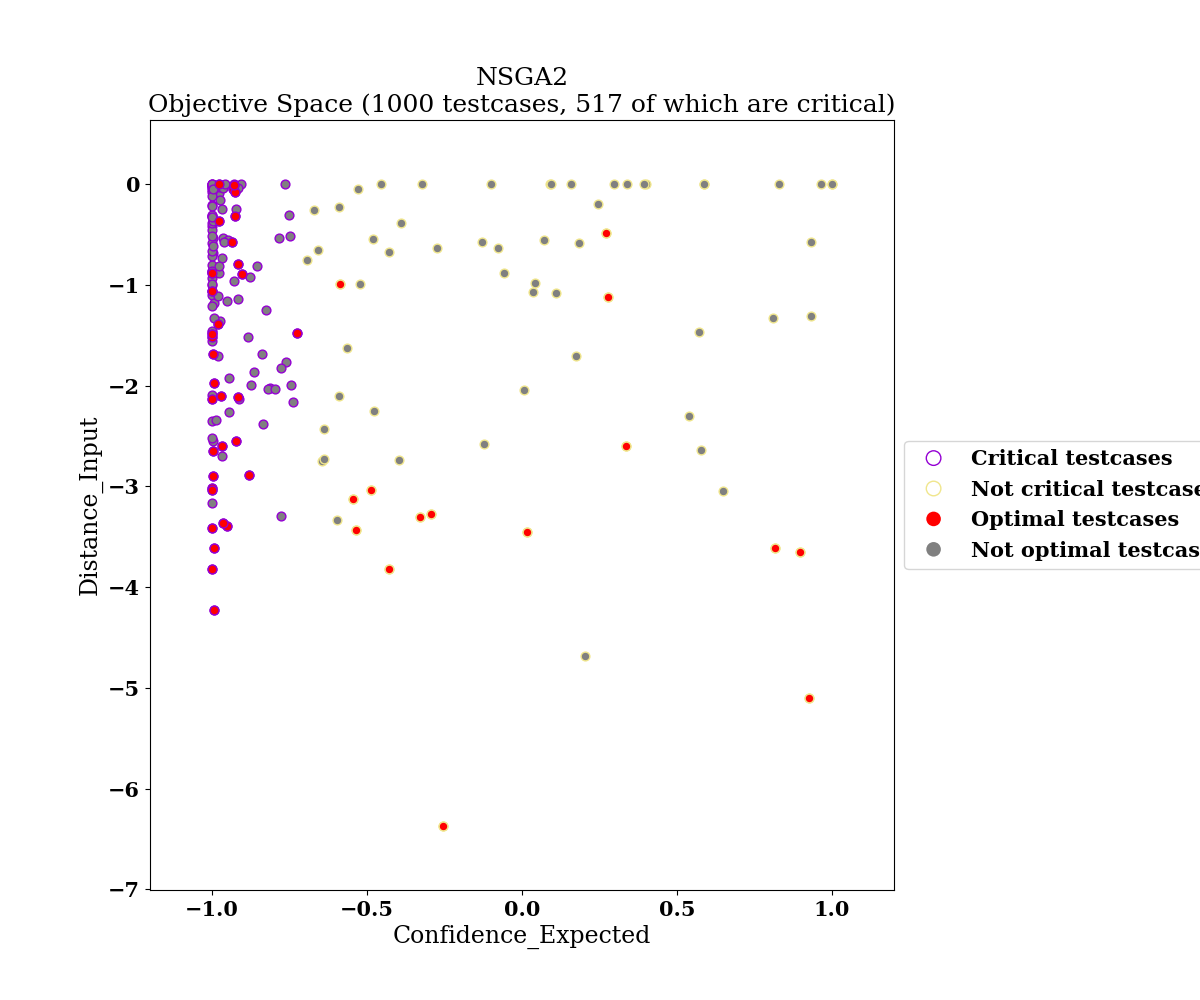 NSGA2
Objective Space (1000 testcases, 517 of which are critical)
0
−1
−2
−3
−4
−5
−6
−7
Distance_Input
−1.0 −0.5 0.0 0.5 1.0
Confidence_Expected
Critical testcases
Not critical testcase
Optimal testcases
Not optimal testcas